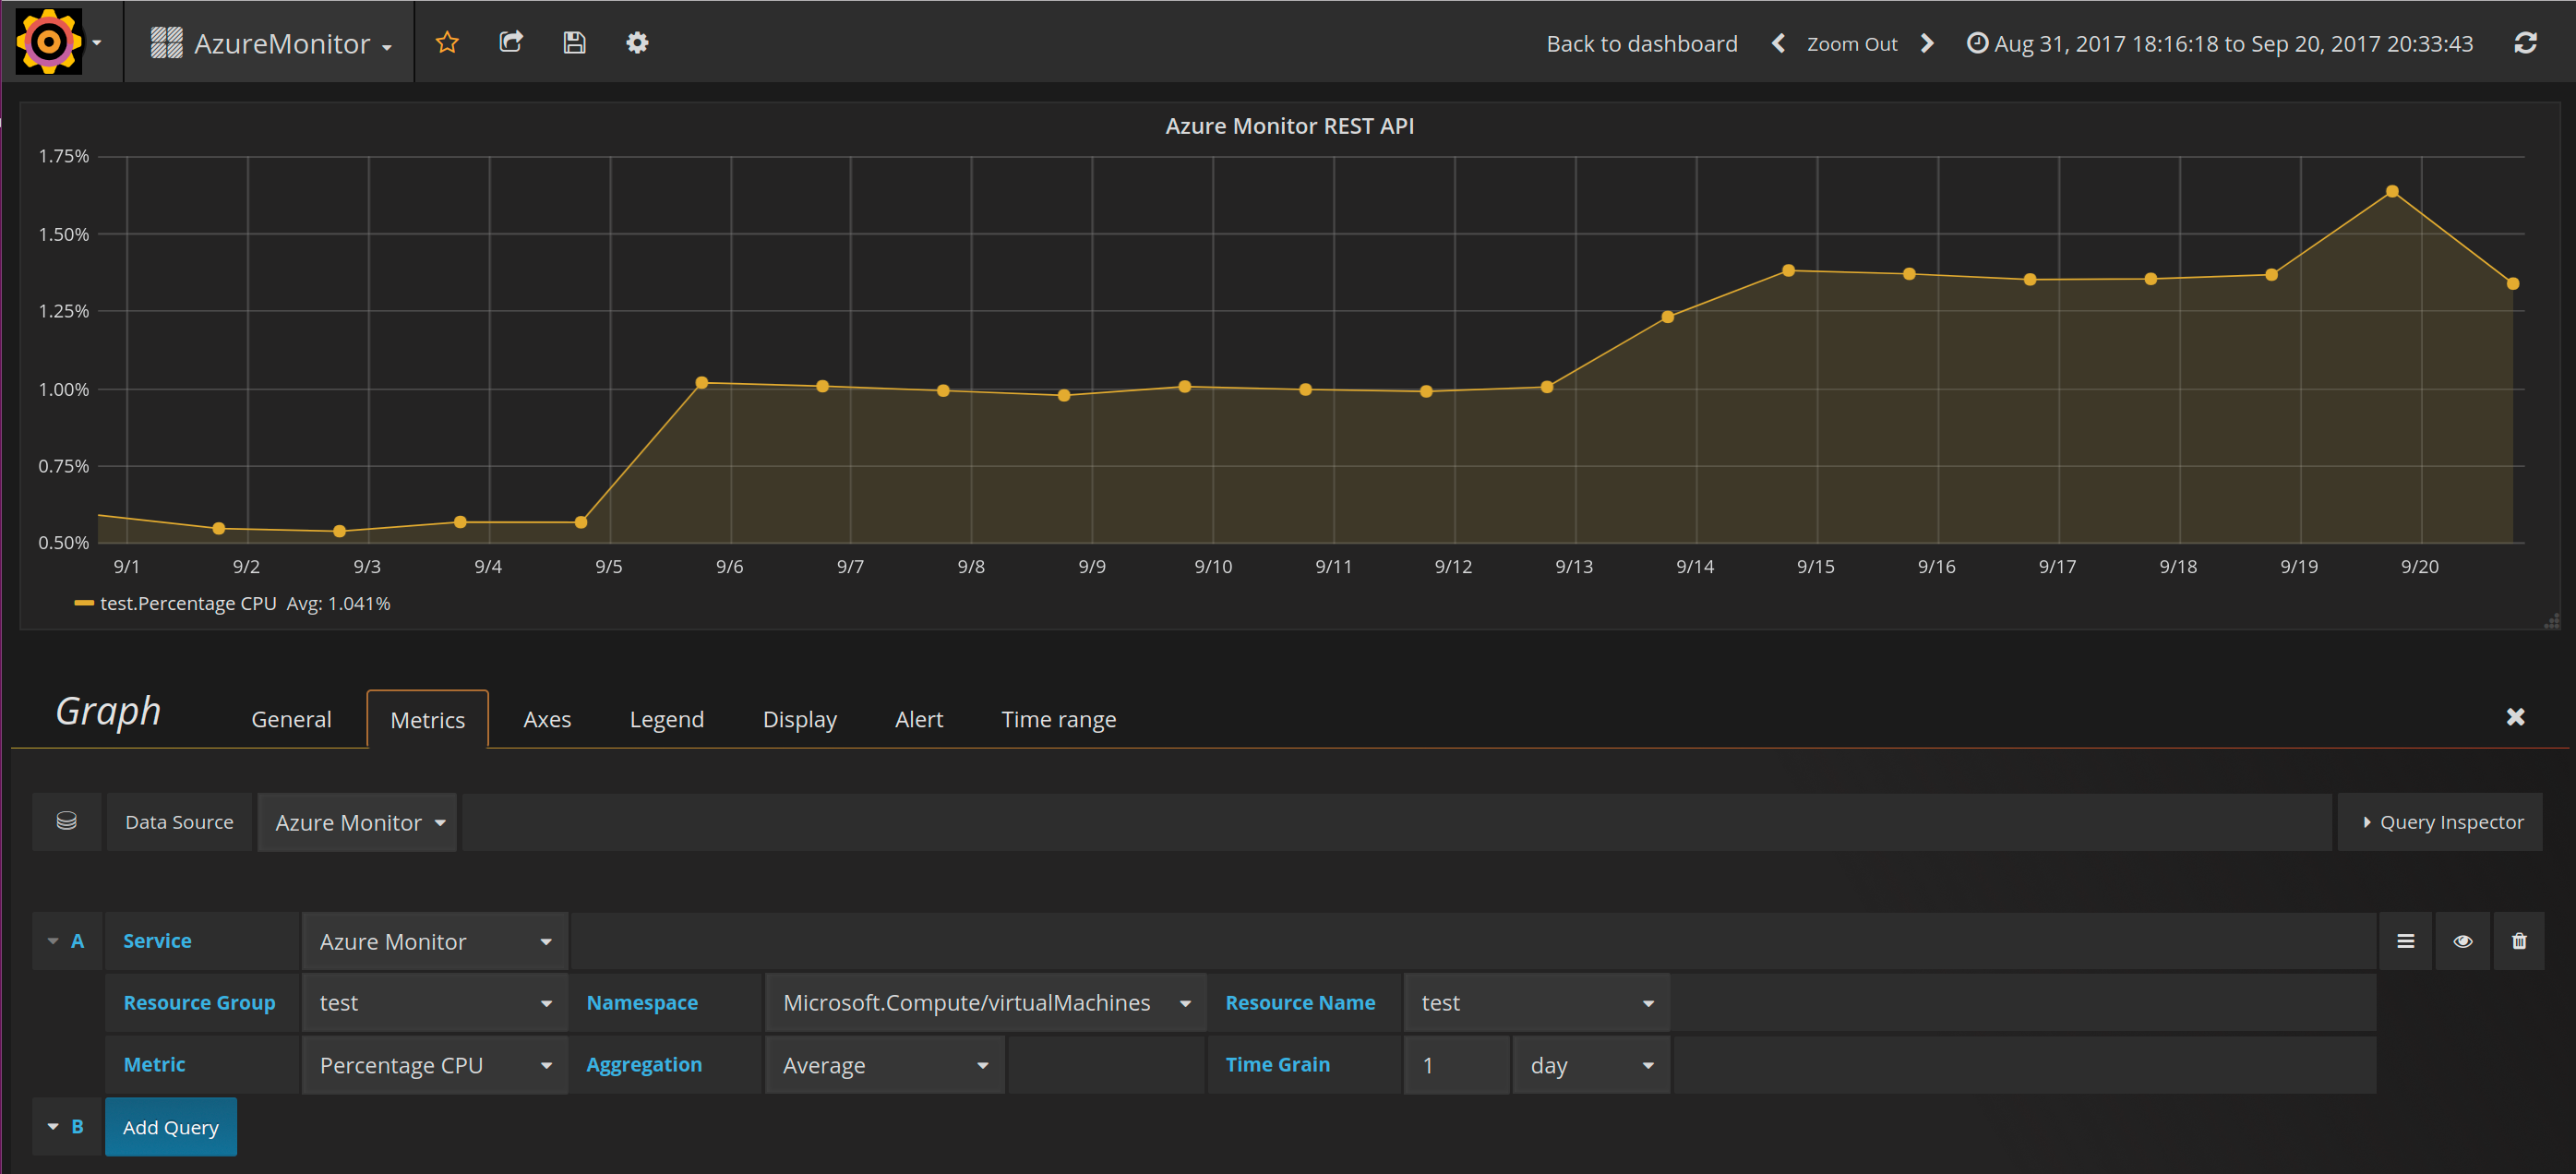 AzureMonitor
Back to dashboard Zoom Out Aug 31, 2017 18:16:18 to Sep 20, 2017 20:33:43
Azure Monitor REST API
1.75%
1.50%
1.25%
1.00%
0.75%
0.50%
9/1 9/2 9/3 9/4 9/5 9/6 9/7 9/8 9/9 9/10 9/11 9/12 9/13 9/14 9/15 9/16 9/17 9/18 9/19 9/20
test.Percentage CPU Avg: 1.041%
Graph General Metrics Axes Legend Display Alert Time range
Data Source Azure Monitor Query Inspector
A Service Azure Monitor
Resource Group test Namespace Microsoft.Compute/virtualMachines Resource Name test
Metric Percentage CPU Aggregation Average Time Grain 1 day
B Add Query